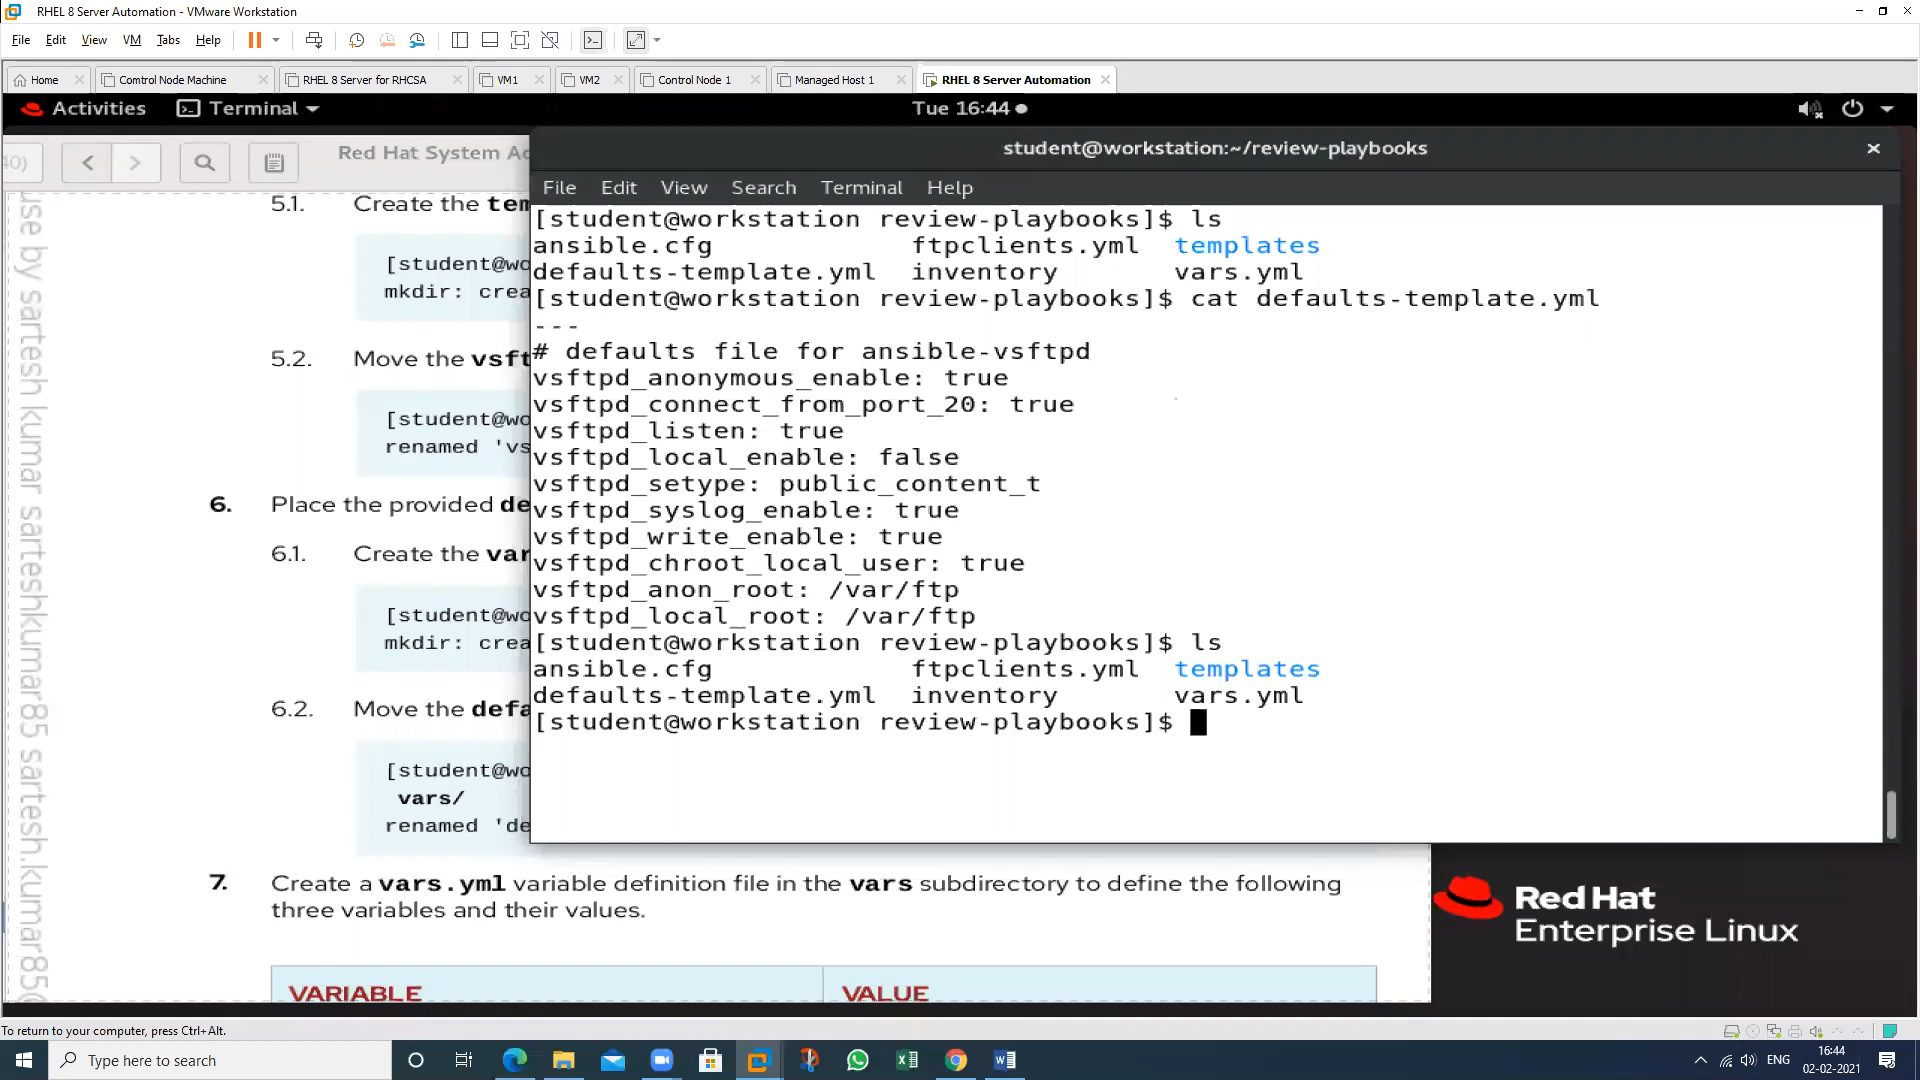 RHEL 8 Server Automation - VMware Workstation
File Edit View VM Tabs Help
Home
Comtrol Node Machine
RHEL 8 Server for RHCSA
VM1
VM2
Control Node 1
Managed Host 1
RHEL 8 Server Automation
Activities
Terminal
Tue 16:44
40)
Red Hat System Ad
student@workstation:~/review-playbooks
File Edit View Search Terminal Help
[student@workstation review-playbooks]$ ls
ansible.cfg ftpclients.yml templates
defaults-template.yml inventory vars.yml
[student@workstation review-playbooks]$ cat defaults-template.yml
---
# defaults file for ansible-vsftpd
vsftpd_anonymous_enable: true
vsftpd_connect_from_port_20: true
vsftpd_listen: true
vsftpd_local_enable: false
vsftpd_setype: public_content_t
vsftpd_syslog_enable: true
vsftpd_write_enable: true
vsftpd_chroot_local_user: true
vsftpd_anon_root: /var/ftp
vsftpd_local_root: /var/ftp
[student@workstation review-playbooks]$ ls
ansible.cfg ftpclients.yml templates
defaults-template.yml inventory vars.yml
[student@workstation review-playbooks]$
use by sartesh kumar sarteshkumar85 sartesh.kumar85@
5.1. Create the tem
[student@wo
mkdir: crea
5.2. Move the vsft
[student@wo
renamed 'vs
6. Place the provided de
6.1. Create the var
[student@wo
mkdir: crea
6.2. Move the defa
[student@wo
vars/
renamed 'de
7. Create a vars.yml variable definition file in the vars subdirectory to define the following
three variables and their values.
VARIABLE VALUE
Red Hat
Enterprise Linux
To return to your computer, press Ctrl+Alt.
Type here to search
ENG
16:44
02-02-2021